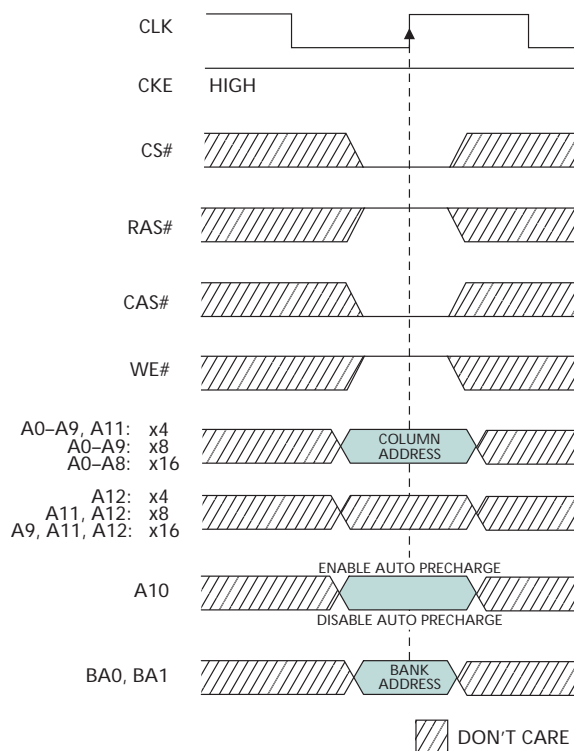 CLK
CKE HIGH
CS#
RAS#
CAS#
WE#
A0–A9, A11: x4
A0–A9: x8
A0–A8: x16
COLUMN
ADDRESS
A12: x4
A11, A12: x8
A9, A11, A12: x16
ENABLE AUTO PRECHARGE
A10
DISABLE AUTO PRECHARGE
BA0, BA1
BANK
ADDRESS
DON'T CARE